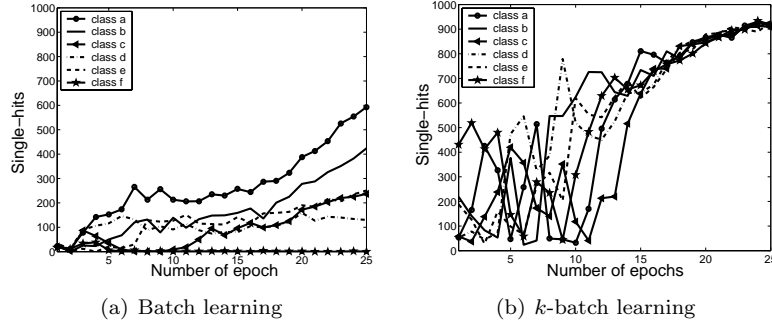 1000
900
800
700
600
500
400
300
200
100
0
Single-hits
class a
class b
class c
class d
class e
class f
5 10 15 20 25
Number of epoch
(a) Batch learning
1000
900
800
700
600
500
400
300
200
100
0
Single-hits
class a
class b
class c
class d
class e
class f
5 10 15 20 25
Number of epochs
(b) k-batch learning